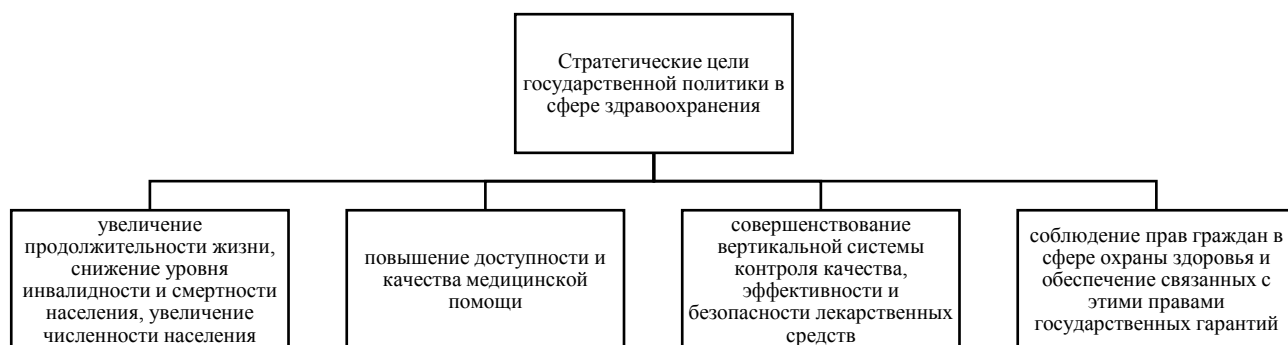 Стратегические цели
государственной политики в
сфере здравоохранения
увеличение
продолжительности жизни,
снижение уровня
инвалидности и смертности
населения, увеличение
численности населения
повышение доступности и
качества медицинской
помощи
совершенствование
вертикальной системы
контроля качества,
эффективности и
безопасности лекарственных
средств
соблюдение прав граждан в
сфере охраны здоровья и
обеспечение связанных с
этими правами
государственных гарантий